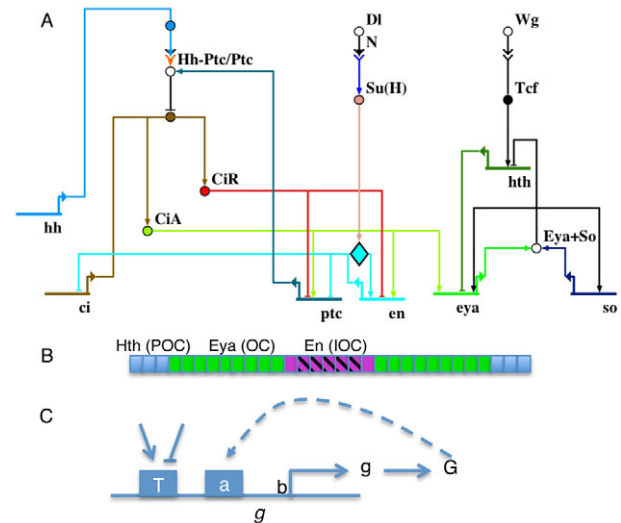 A
Dl
Wg
N
Hh-Ptc/Ptc
Su(H)
Tcf
hth
CiR
hh
CiA
Eya+So
ci
ptc
en
eya
so
B
Hth (POC) Eya (OC) En (IOC)
C
T a b g G
g